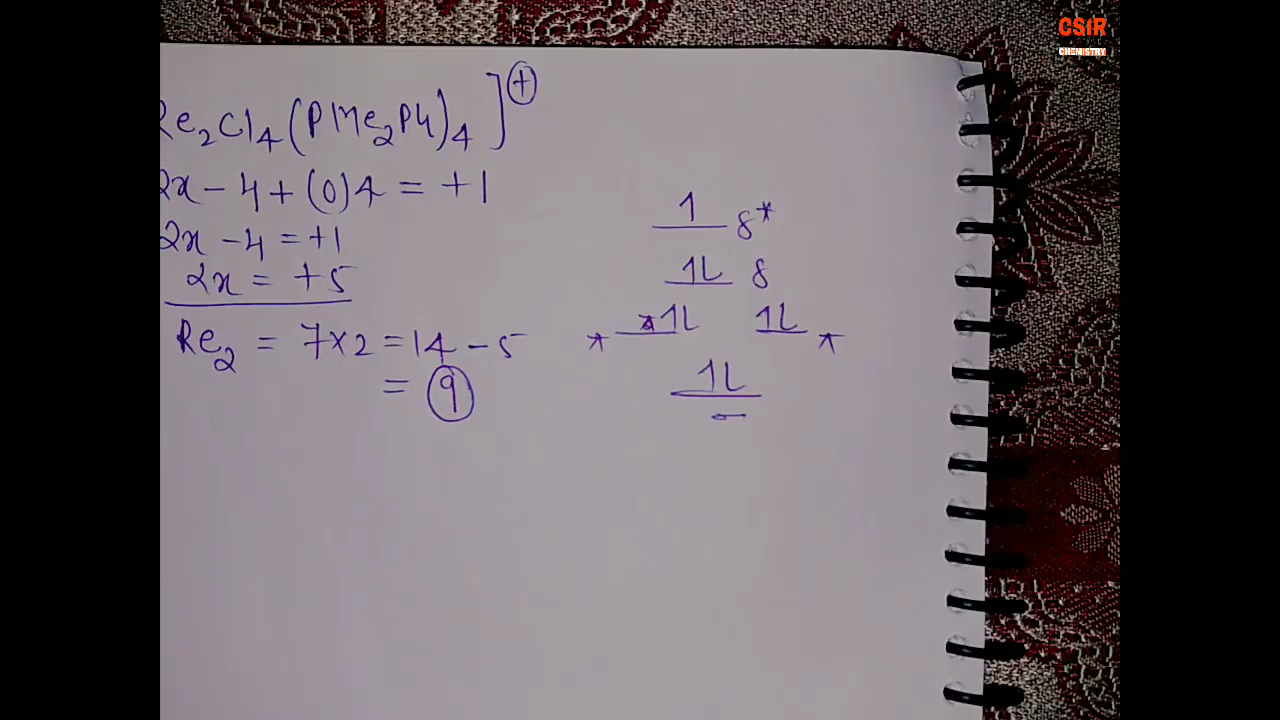 CSIR
CHEMISTRY
Re₂Cl₄(PMe₂Ph)₄]⁺
2x - 4 + (0)4 = +1
2x - 4 = +1
2x = +5
Re₂ = 7x2 = 14 - 5
= 9
1 δ*
1L δ
* 1L 1L *
1L